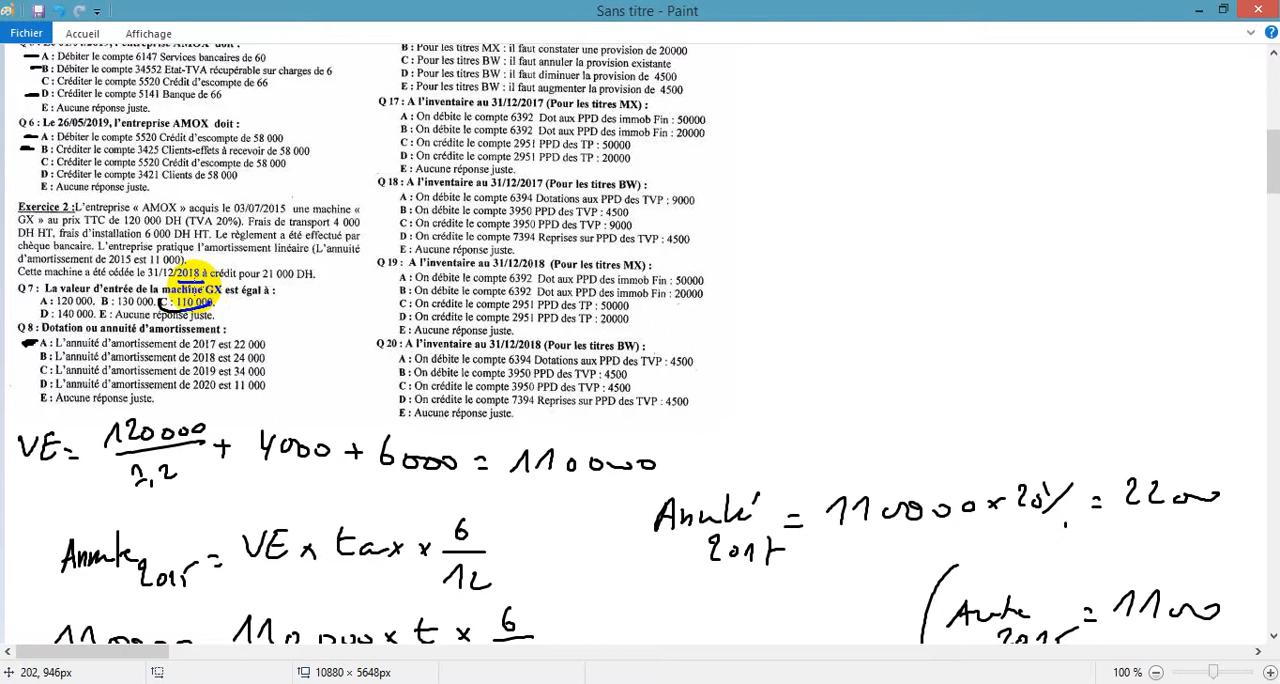 Sans titre - Paint
Fichier Accueil Affichage
A : Débiter le compte 6147 Services bancaires de 60
B : Débiter le compte 34552 Etat-TVA récupérable sur charges de 6
C : Créditer le compte 5520 Crédit d'escompte de 66
D : Créditer le compte 5141 Banque de 66
E : Aucune réponse juste.
Q 6 : Le 26/05/2019, l'entreprise AMOX doit :
A : Débiter le compte 5520 Crédit d'escompte de 58 000
B : Créditer le compte 3425 Clients-effets à recevoir de 58 000
C : Créditer le compte 5520 Crédit d'escompte de 58 000
D : Créditer le compte 3421 Clients de 58 000
E : Aucune réponse juste.
Exercice 2 : L'entreprise « AMOX » acquis le 03/07/2015 une machine «
GX » au prix TTC de 120 000 DH (TVA 20%). Frais de transport 4 000
DH HT, frais d'installation 6 000 DH HT. Le règlement a été effectué par
chèque bancaire. L'entreprise pratique l'amortissement linéaire (L'annuité
d'amortissement de 2015 est 11 000).
Cette machine a été cédée le 31/12/2018 à crédit pour 21 000 DH.
Q 7 : La valeur d'entrée de la machine GX est égal à :
A : 120 000. B : 130 000. C : 110 000.
D : 140 000. E : Aucune réponse juste.
Q 8 : Dotation ou annuité d'amortissement :
A : L'annuité d'amortissement de 2017 est 22 000
B : L'annuité d'amortissement de 2018 est 24 000
C : L'annuité d'amortissement de 2019 est 34 000
D : L'annuité d'amortissement de 2020 est 11 000
E : Aucune réponse juste.
B : Pour les titres MX : il faut constater une provision de 20000
C : Pour les titres BW : il faut annuler la provision existante
D : Pour les titres BW : il faut diminuer la provision de 4500
E : Pour les titres BW : il faut augmenter la provision de 4500
Q 17 : A l'inventaire au 31/12/2017 (Pour les titres MX) :
A : On débite le compte 6392 Dot aux PPD des immob Fin : 50000
B : On débite le compte 6392 Dot aux PPD des immob Fin : 20000
C : On crédite le compte 2951 PPD des TP : 50000
D : On crédite le compte 2951 PPD des TP : 20000
E : Aucune réponse juste.
Q 18 : A l'inventaire au 31/12/2017 (Pour les titres BW) :
A : On débite le compte 6394 Dotations aux PPD des TVP : 9000
B : On débite le compte 3950 PPD des TVP : 4500
C : On crédite le compte 3950 PPD des TVP : 9000
D : On crédite le compte 7394 Reprises sur PPD des TVP : 4500
E : Aucune réponse juste.
Q 19 : A l'inventaire au 31/12/2018 (Pour les titres MX) :
A : On débite le compte 6392 Dot aux PPD des immob Fin : 50000
B : On débite le compte 6392 Dot aux PPD des immob Fin : 20000
C : On crédite le compte 2951 PPD des TP : 50000
D : On crédite le compte 2951 PPD des TP : 20000
E : Aucune réponse juste.
Q 20 : A l'inventaire au 31/12/2018 (Pour les titres BW) :
A : On débite le compte 6394 Dotations aux PPD des TVP : 4500
B : On débite le compte 3950 PPD des TVP : 4500
C : On crédite le compte 3950 PPD des TVP : 4500
D : On crédite le compte 7394 Reprises sur PPD des TVP : 4500
E : Aucune réponse juste.
VE = 120000 / 1,2 + 4000 + 6000 = 110000
Annuité 2017 = 110000 x 20% = 22000
Annuite 2015 = VE x taux x 6/12
110000 x t x 6
Annuite 2015 = 11000
202, 946px
10880 × 5648px
100 %